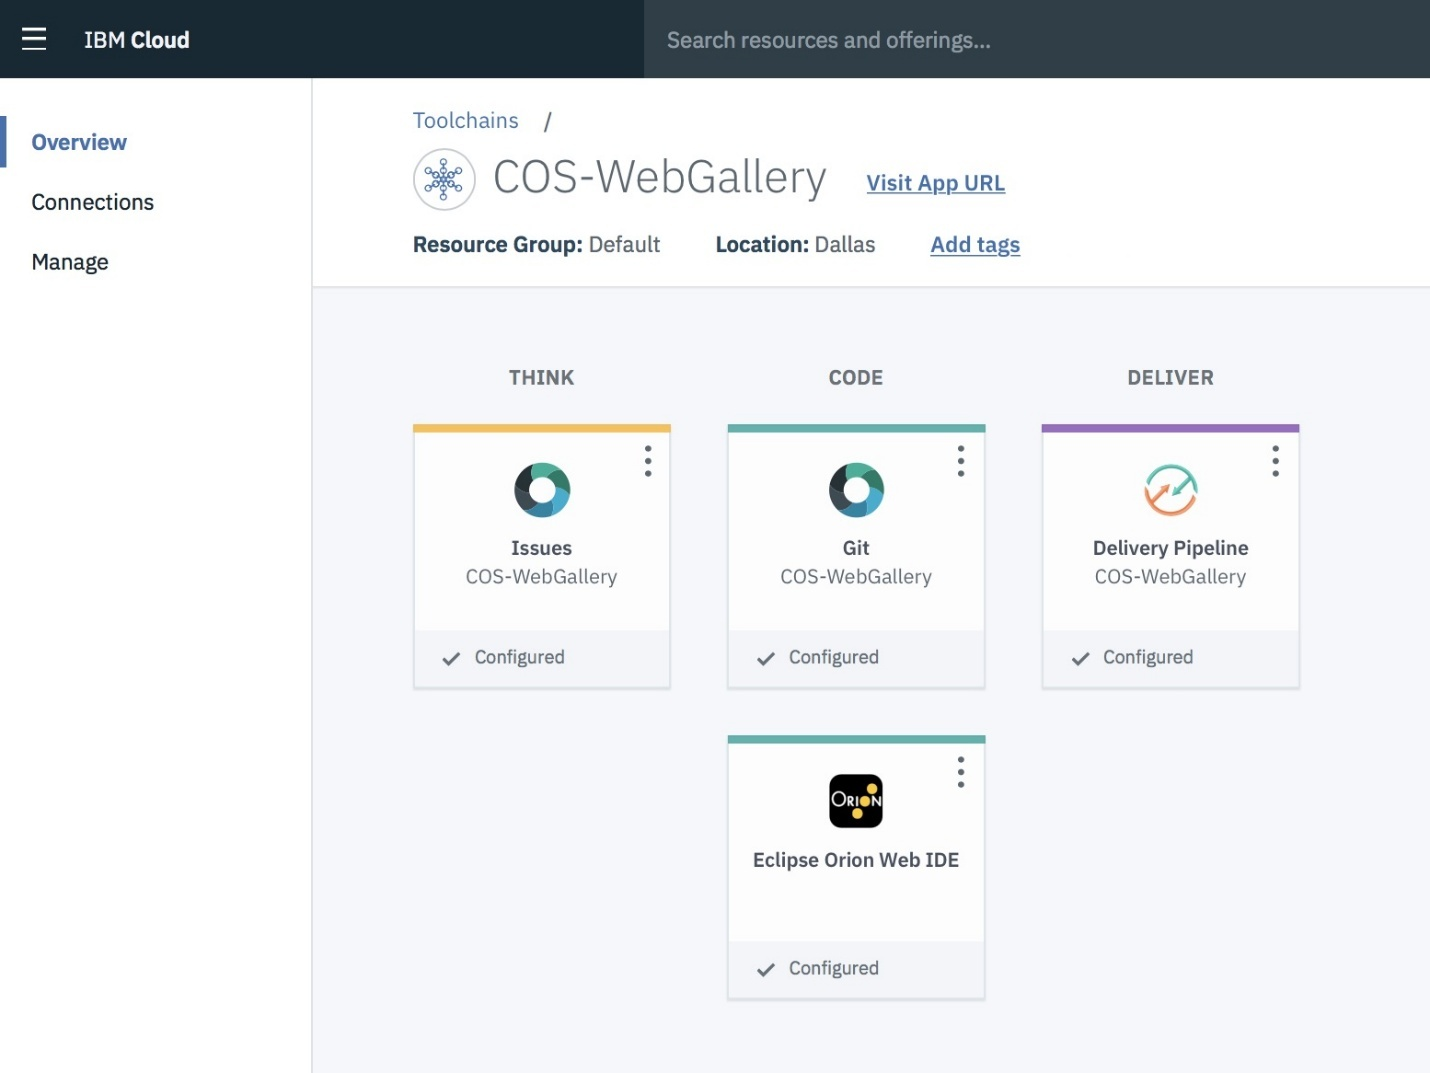 IBM Cloud
Search resources and offerings...
Overview
Connections
Manage
Toolchains /
COS-WebGallery Visit App URL
Resource Group: Default Location: Dallas Add tags
THINK CODE DELIVER
Issues
COS-WebGallery
Configured
Git
COS-WebGallery
Configured
Delivery Pipeline
COS-WebGallery
Configured
ORION
Eclipse Orion Web IDE
Configured